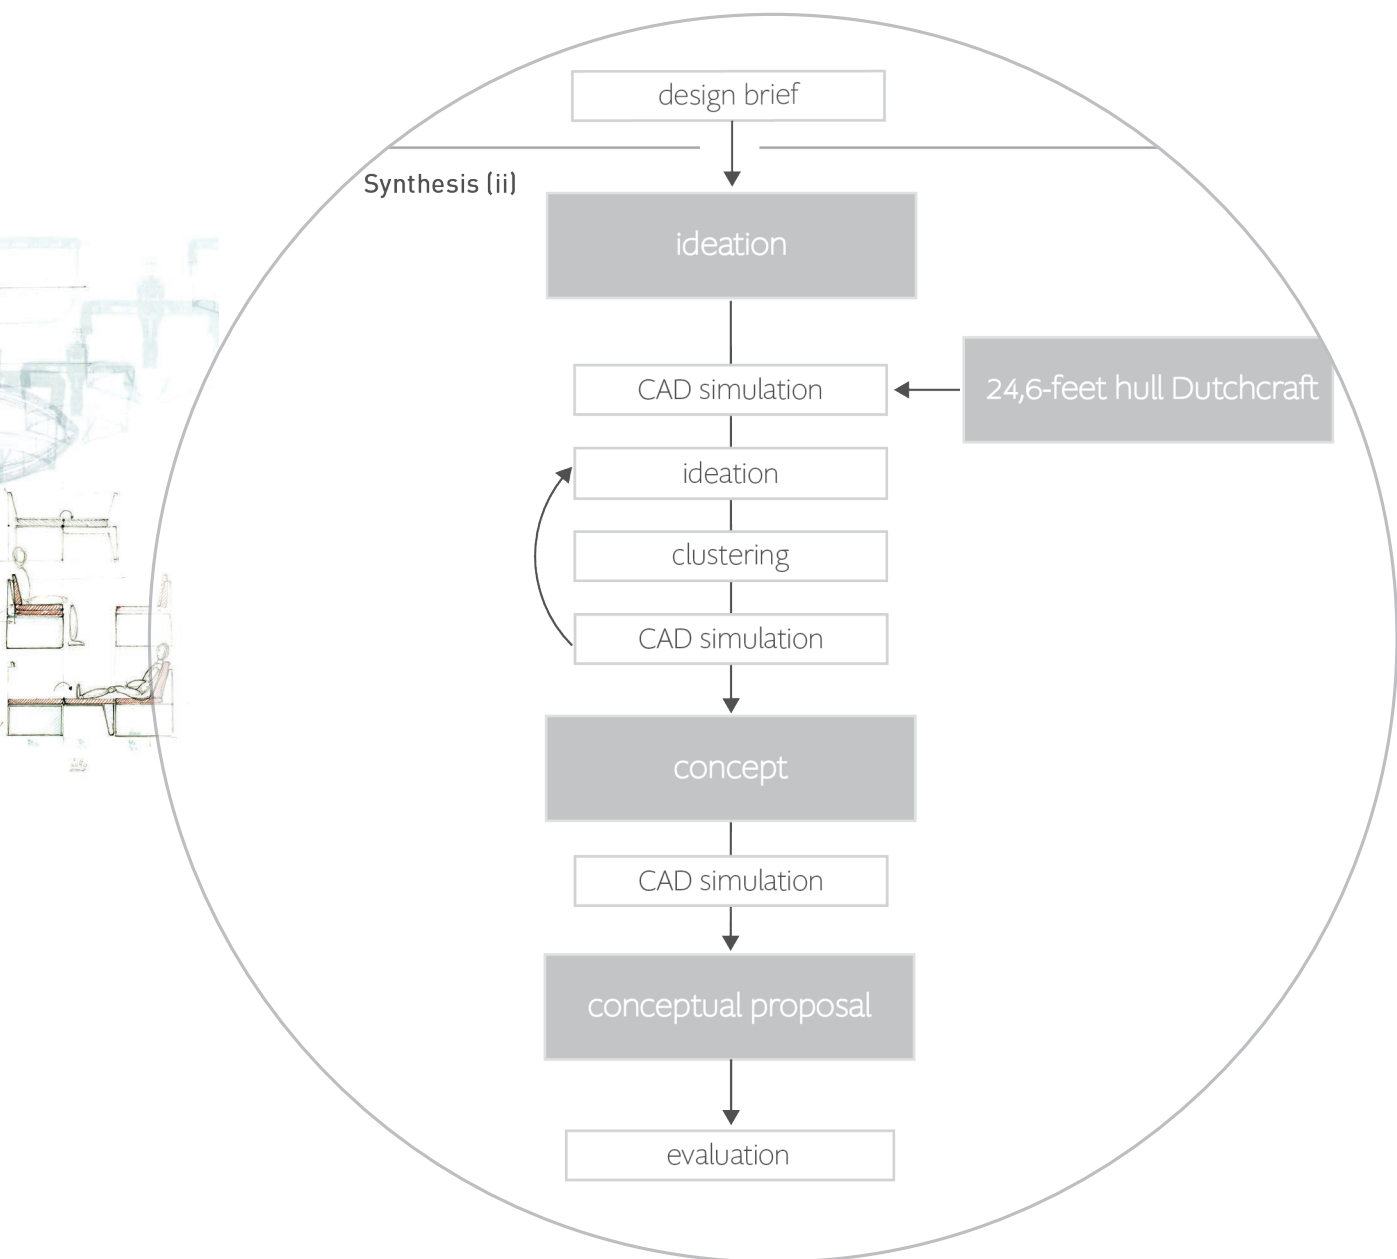 design brief
Synthesis (ii)
ideation
CAD simulation
24,6-feet hull Dutchcraft
ideation
clustering
CAD simulation
concept
CAD simulation
conceptual proposal
evaluation